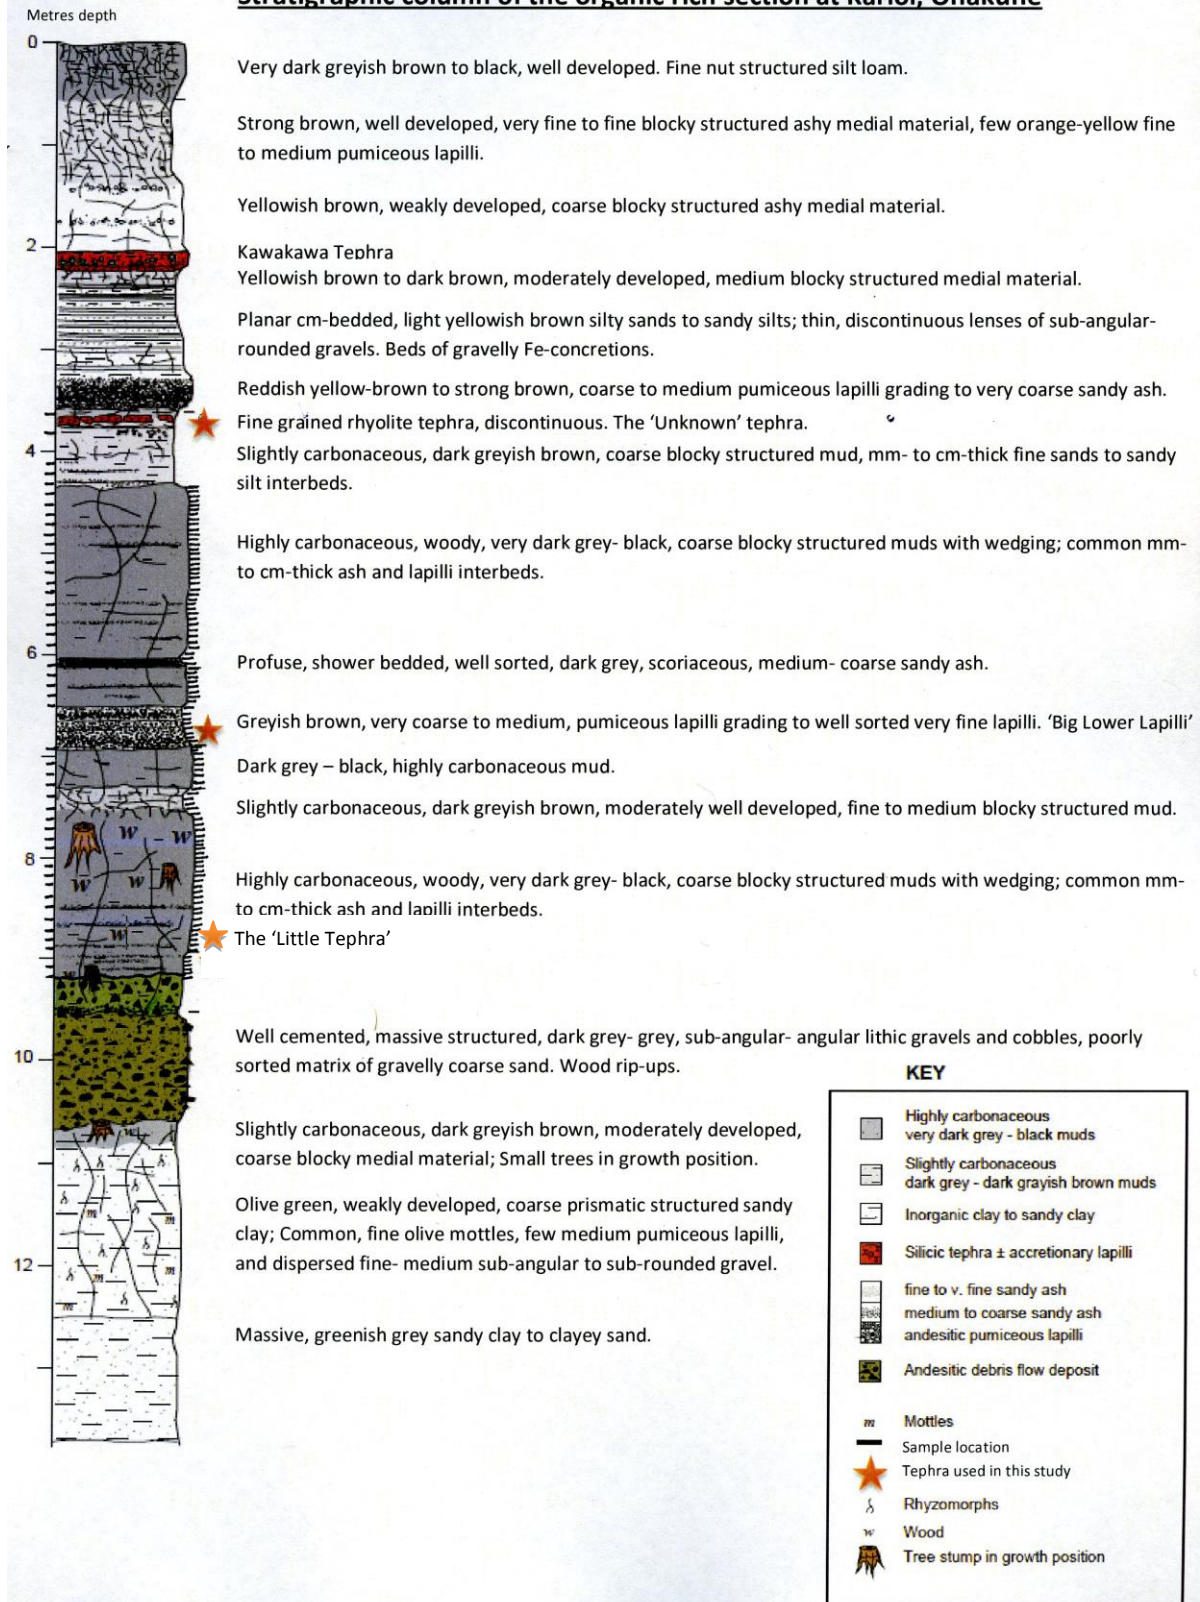 Stratigraphic column of the organic rich section at Karioi, Ohakune
Metres depth
0
Very dark greyish brown to black, well developed. Fine nut structured silt loam.
Strong brown, well developed, very fine to fine blocky structured ashy medial material, few orange-yellow fine
to medium pumiceous lapilli.
Yellowish brown, weakly developed, coarse blocky structured ashy medial material.
2
Kawakawa Tephra
Yellowish brown to dark brown, moderately developed, medium blocky structured medial material.
Planar cm-bedded, light yellowish brown silty sands to sandy silts; thin, discontinuous lenses of sub-angular-
rounded gravels. Beds of gravelly Fe-concretions.
Reddish yellow-brown to strong brown, coarse to medium pumiceous lapilli grading to very coarse sandy ash.
Fine grained rhyolite tephra, discontinuous. The ‘Unknown’ tephra.
4
Slightly carbonaceous, dark greyish brown, coarse blocky structured mud, mm- to cm-thick fine sands to sandy
silt interbeds.
Highly carbonaceous, woody, very dark grey- black, coarse blocky structured muds with wedging; common mm-
to cm-thick ash and lapilli interbeds.
6
Profuse, shower bedded, well sorted, dark grey, scoriaceous, medium- coarse sandy ash.
Greyish brown, very coarse to medium, pumiceous lapilli grading to well sorted very fine lapilli. ‘Big Lower Lapilli’
Dark grey – black, highly carbonaceous mud.
Slightly carbonaceous, dark greyish brown, moderately well developed, fine to medium blocky structured mud.
w
w
8
w
w
Highly carbonaceous, woody, very dark grey- black, coarse blocky structured muds with wedging; common mm-
to cm-thick ash and lapilli interbeds.
w
The ‘Little Tephra’
w
Well cemented, massive structured, dark grey- grey, sub-angular- angular lithic gravels and cobbles, poorly
10
sorted matrix of gravelly coarse sand. Wood rip-ups.
w
Slightly carbonaceous, dark greyish brown, moderately developed,
coarse blocky medial material; Small trees in growth position.
Olive green, weakly developed, coarse prismatic structured sandy
m
m
clay; Common, fine olive mottles, few medium pumiceous lapilli,
12
and dispersed fine- medium sub-angular to sub-rounded gravel.
m
m
m
Massive, greenish grey sandy clay to clayey sand.
KEY
Highly carbonaceous
very dark grey - black muds
Slightly carbonaceous
dark grey - dark grayish brown muds
Inorganic clay to sandy clay
Silicic tephra ± accretionary lapilli
fine to v. fine sandy ash
medium to coarse sandy ash
andesitic pumiceous lapilli
Andesitic debris flow deposit
m Mottles
Sample location
Tephra used in this study
Rhyzomorphs
w Wood
Tree stump in growth position